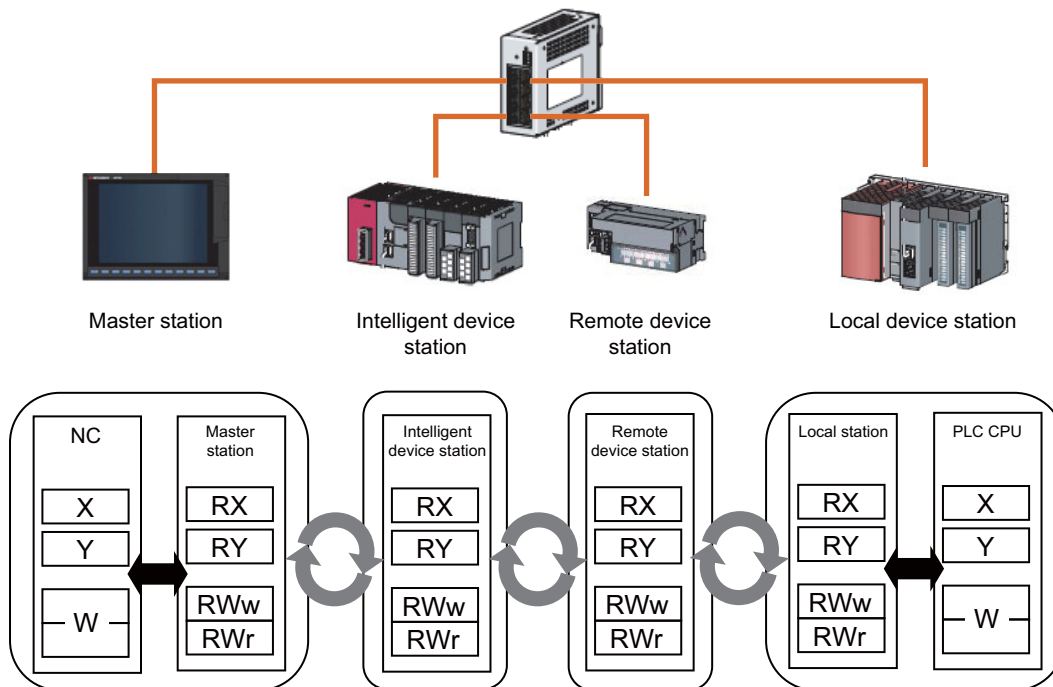 Master station
Intelligent device
station
Remote device
station
Local device station
NC
X
Y
W
Master
station
RX
RY
RWw
RWr
Intelligent
device station
RX
RY
RWw
RWr
Remote
device station
RX
RY
RWw
RWr
Local station
RX
RY
RWw
RWr
PLC CPU
X
Y
W